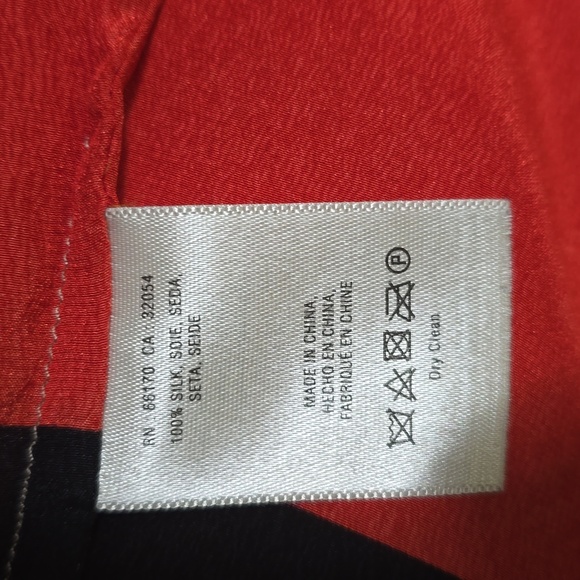 RN 66170 CA 32054
100% SILK, SOIE, SEDA,
SETA, SEIDE
MADE IN CHINA,
HECHO EN CHINA,
FABRIQUÉ EN CHINE
P
Dry Clean